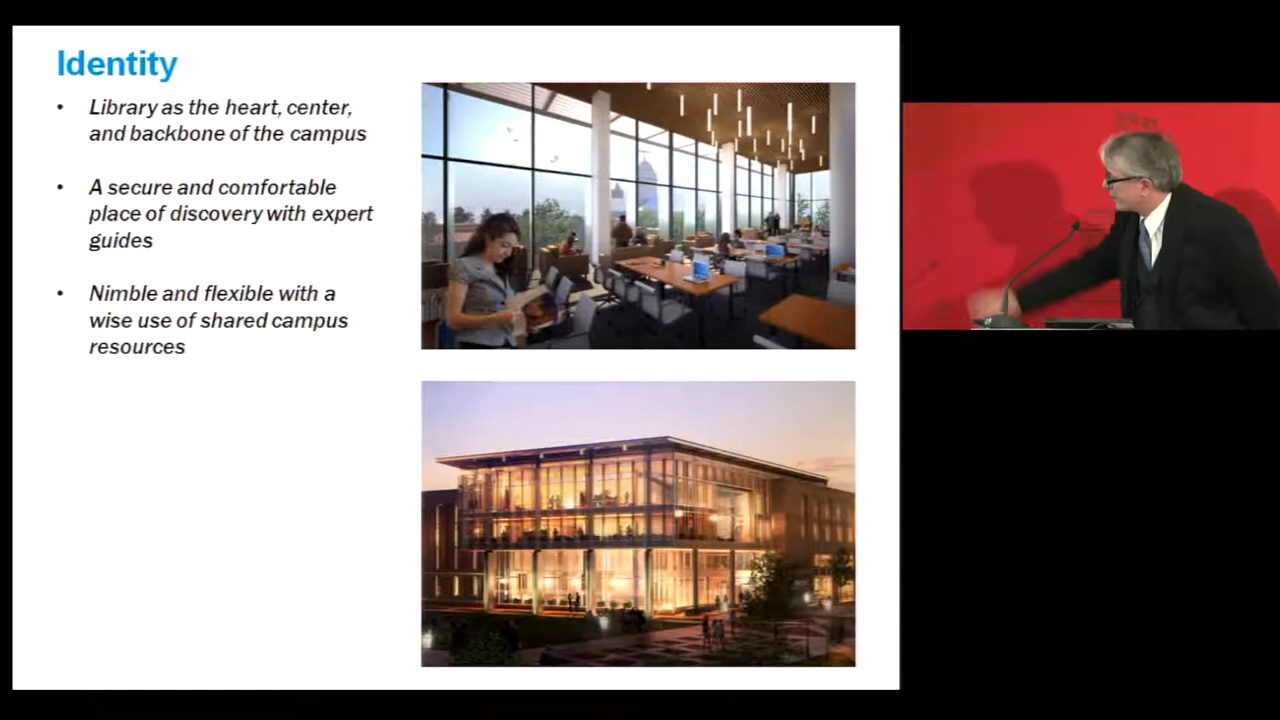 Identity
• Library as the heart, center,
and backbone of the campus
• A secure and comfortable
place of discovery with expert
guides
• Nimble and flexible with a
wise use of shared campus
resources